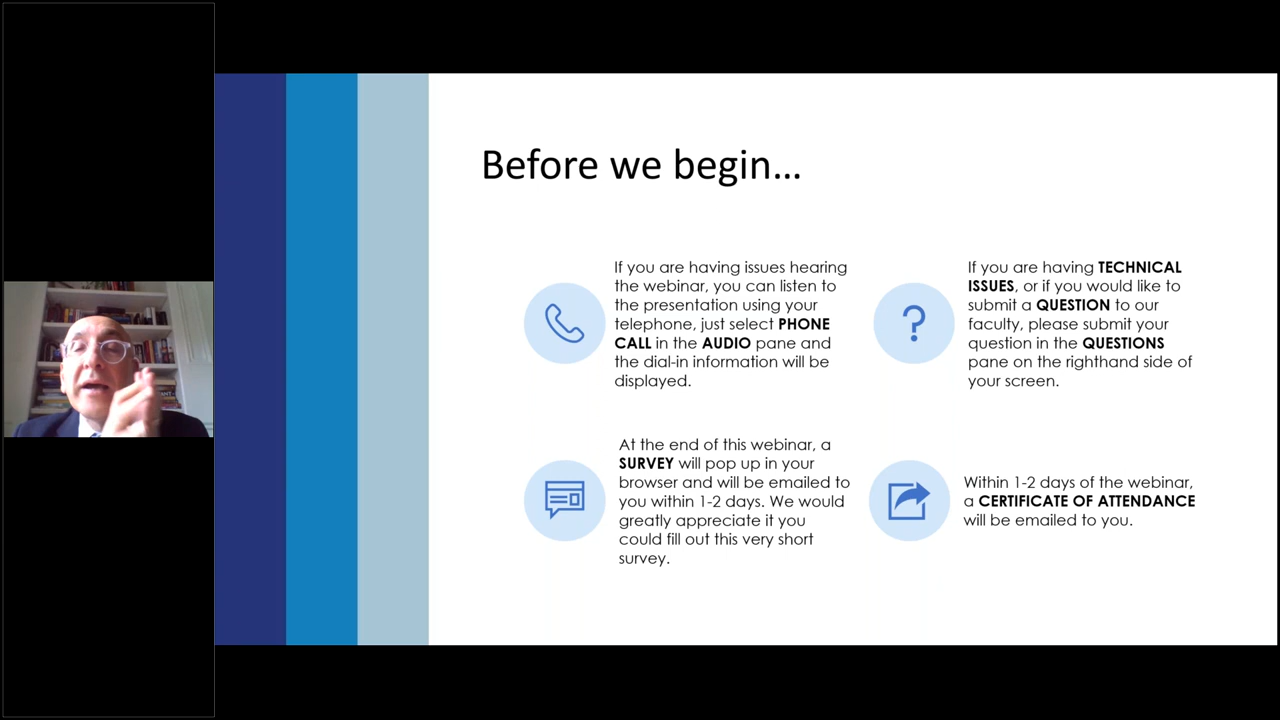 Before we begin...
If you are having issues hearing
the webinar, you can listen to
the presentation using your
telephone, just select PHONE
CALL in the AUDIO pane and
the dial-in information will be
displayed.
If you are having TECHNICAL
ISSUES, or if you would like to
submit a QUESTION to our
faculty, please submit your
question in the QUESTIONS
pane on the righthand side of
your screen.
At the end of this webinar, a
SURVEY will pop up in your
browser and will be emailed to
you within 1-2 days. We would
greatly appreciate it you
could fill out this very short
survey.
Within 1-2 days of the webinar,
a CERTIFICATE OF ATTENDANCE
will be emailed to you.